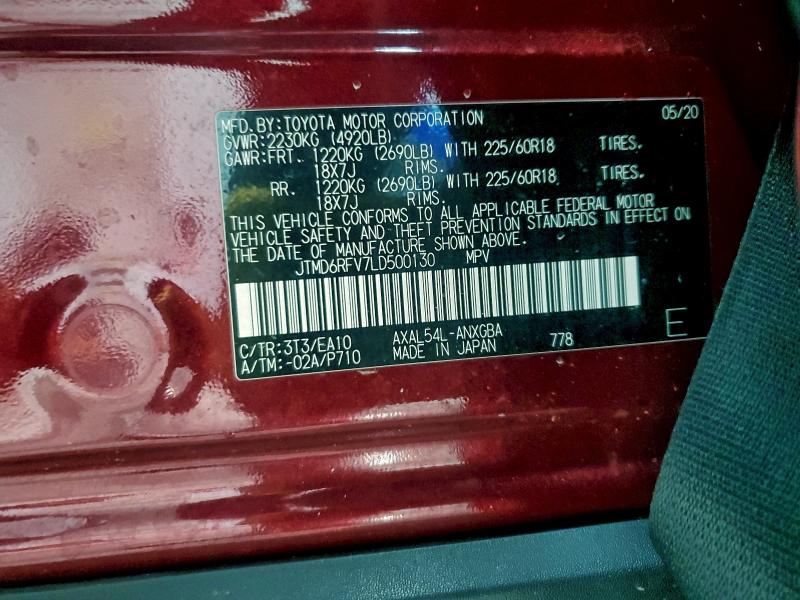 MFD.BY:TOYOTA MOTOR CORPORATION 05/20
GVWR:2230KG (4920LB)
GAWR:FRT. 1220KG (2690LB) WITH 225/60R18 TIRES.
18X7J RIMS.
RR. 1220KG (2690LB) WITH 225/60R18 TIRES.
18X7J RIMS.
THIS VEHICLE CONFORMS TO ALL APPLICABLE FEDERAL MOTOR
VEHICLE SAFETY AND THEFT PREVENTION STANDARDS IN EFFECT ON
THE DATE OF MANUFACTURE SHOWN ABOVE.
JTMD6RFV7LD500130 MPV
C/TR:3T3/EA10 AXAL54L-ANXGBA 778 E
A/TM:-02A/P710 MADE IN JAPAN